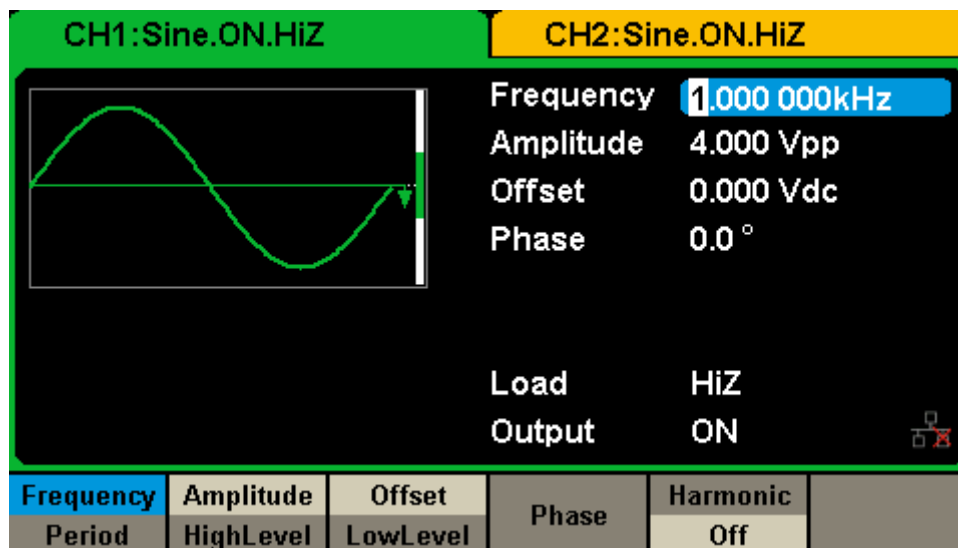 CH1:Sine.ON.HiZ
CH2:Sine.ON.HiZ
Frequency 1.000 000kHz
Amplitude 4.000 Vpp
Offset 0.000 Vdc
Phase 0.0 °
Load HiZ
Output ON
Frequency Amplitude Offset Phase Harmonic
Period HighLevel LowLevel Off